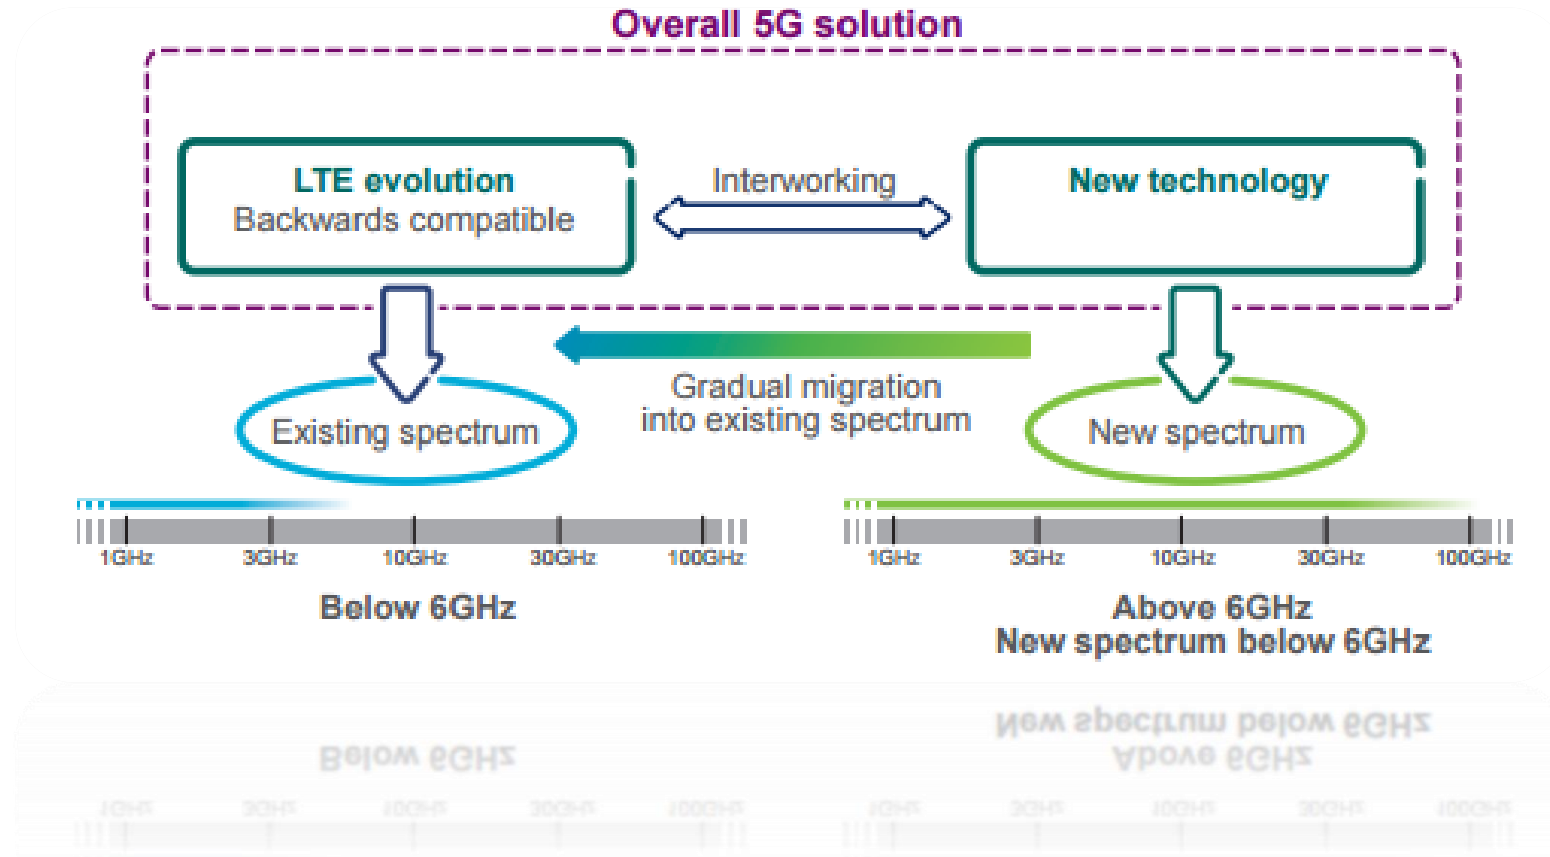 Overall 5G solution
LTE evolution
Backwards compatible
Interworking
New technology
Gradual migration
into existing spectrum
Existing spectrum
New spectrum
1GHz 3GHz 10GHz 30GHz 100GHz
1GHz 3GHz 10GHz 30GHz 100GHz
Below 6GHz
Above 6GHz
New spectrum below 6GHz